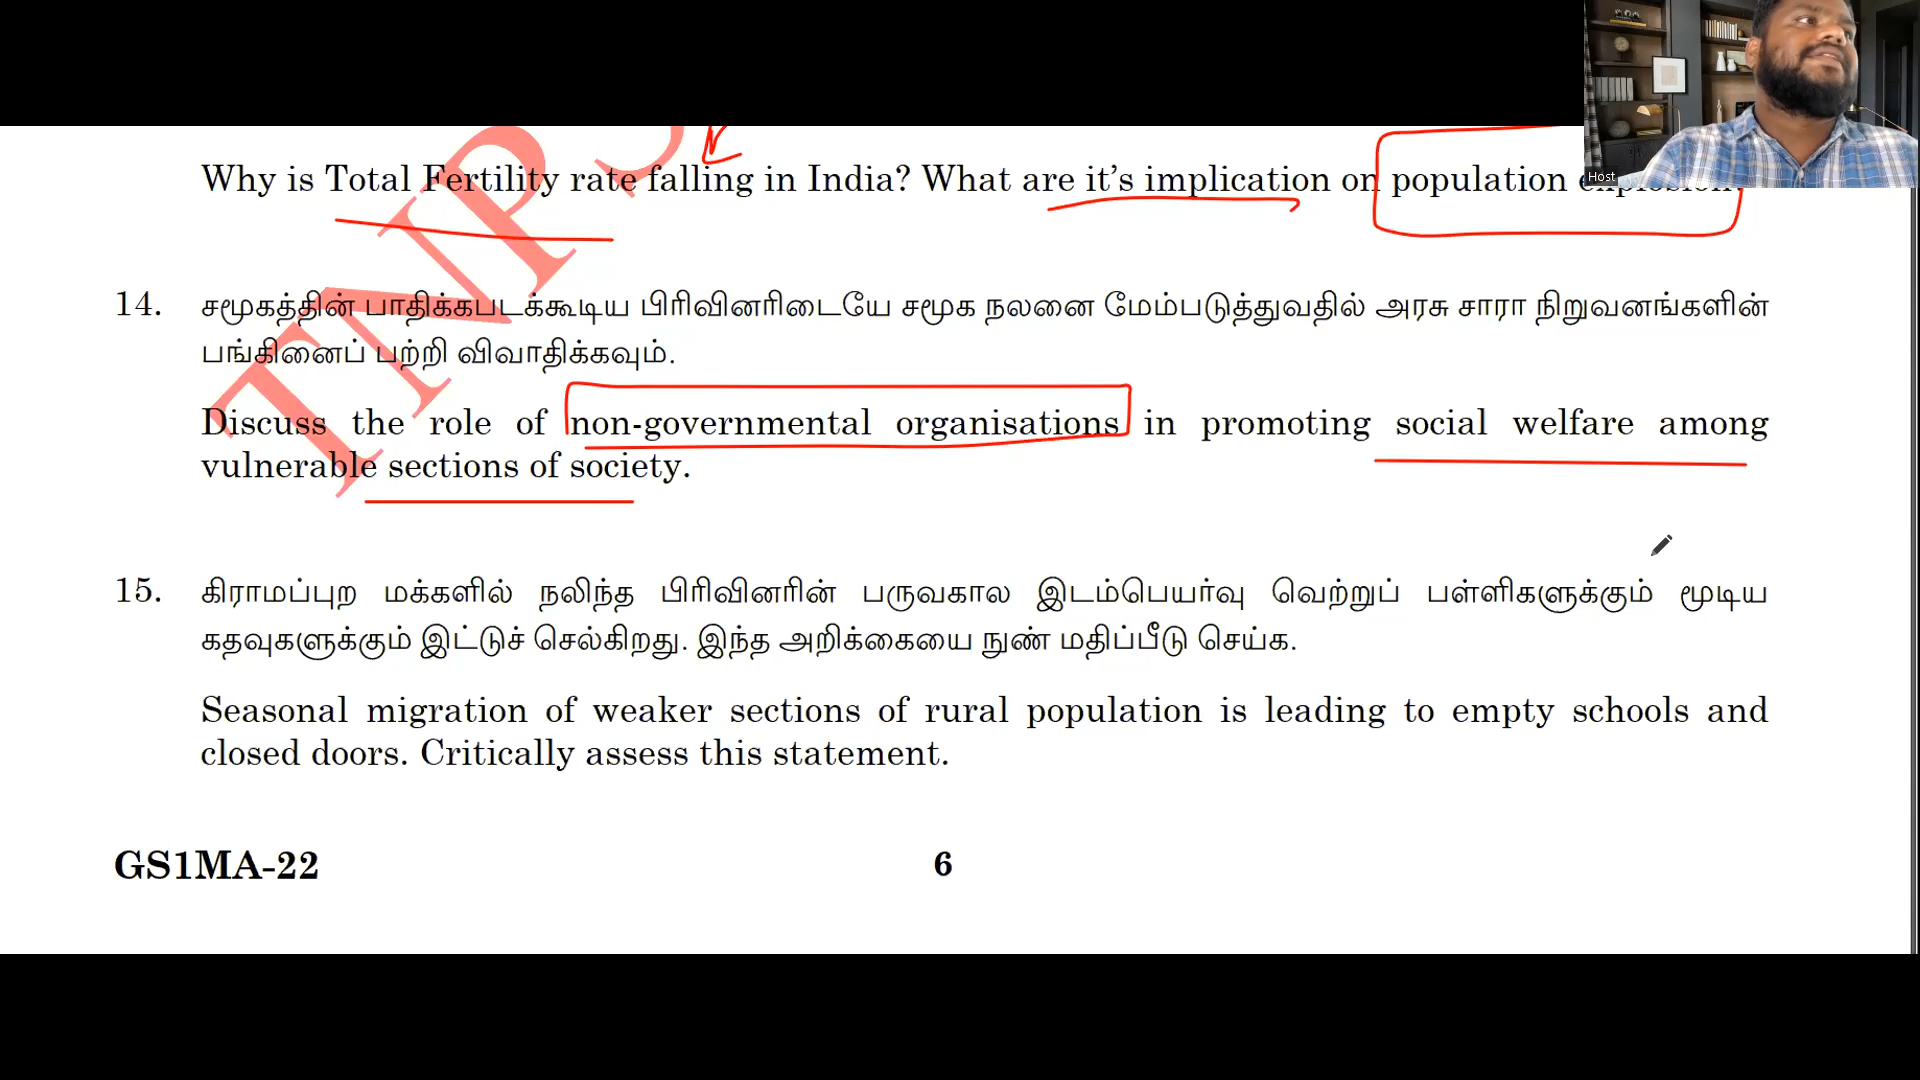 Host
Why is Total Fertility rate falling in India? What are it's implication on population explosion.
14. சமூகத்தின் பாதிக்கபடக்கூடிய பிரிவினரிடையே சமூக நலனை மேம்படுத்துவதில் அரசு சாரா நிறுவனங்களின்
பங்கினைப் பற்றி விவாதிக்கவும்.
Discuss the role of non-governmental organisations in promoting social welfare among
vulnerable sections of society.
15. கிராமப்புற மக்களில் நலிந்த பிரிவினரின் பருவகால இடம்பெயர்வு வெற்றுப் பள்ளிகளுக்கும் மூடிய
கதவுகளுக்கும் இட்டுச் செல்கிறது. இந்த அறிக்கையை நுண் மதிப்பீடு செய்க.
Seasonal migration of weaker sections of rural population is leading to empty schools and
closed doors. Critically assess this statement.
GS1MA-22 6